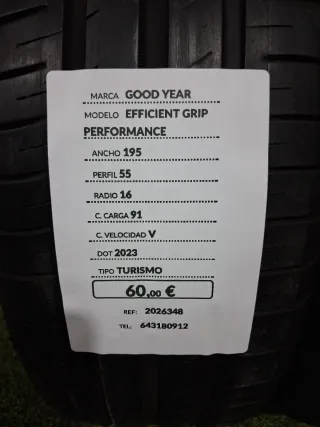 MARCA GOOD YEAR
MODELO EFFICIENT GRIP
PERFORMANCE
ANCHO 195
PERFIL 55
RADIO 16
C. CARGA 91
C. VELOCIDAD V
DOT 2023
TIPO TURISMO
60,00 €
REF: 2026348
TEL: 643180912